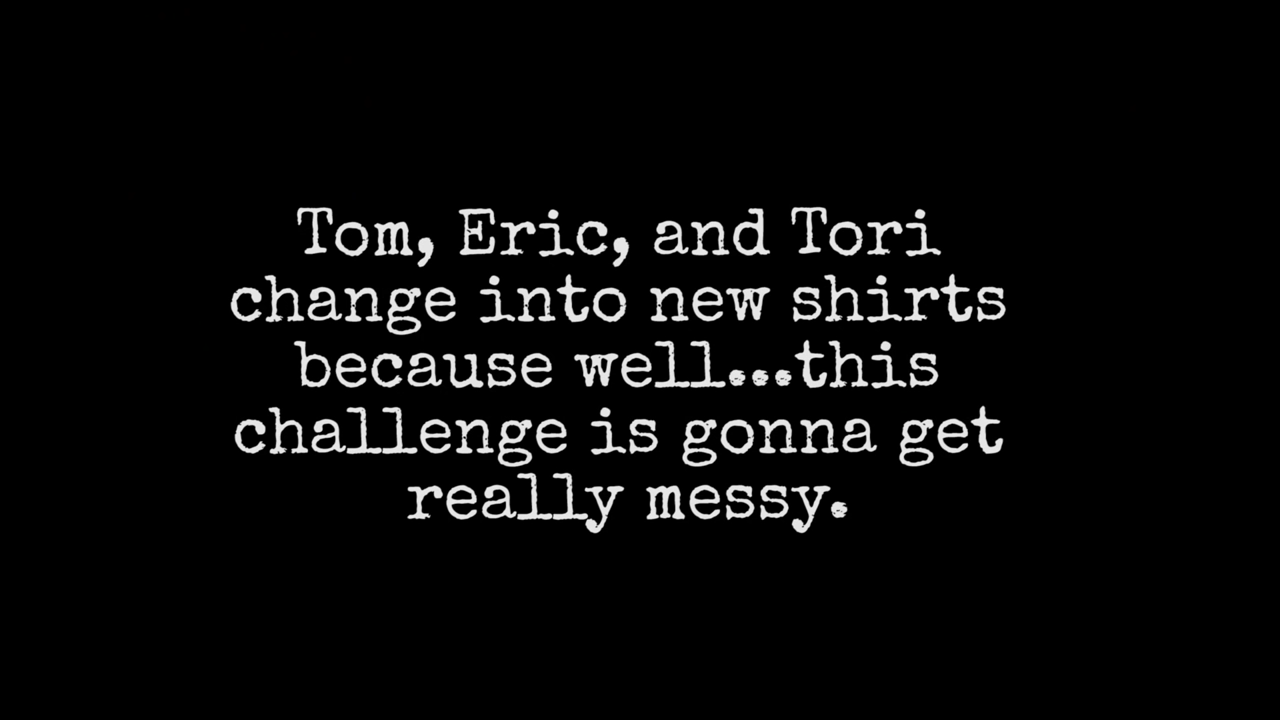 Tom, Eric, and Tori
change into new shirts
because well...this
challenge is gonna get
really messy.